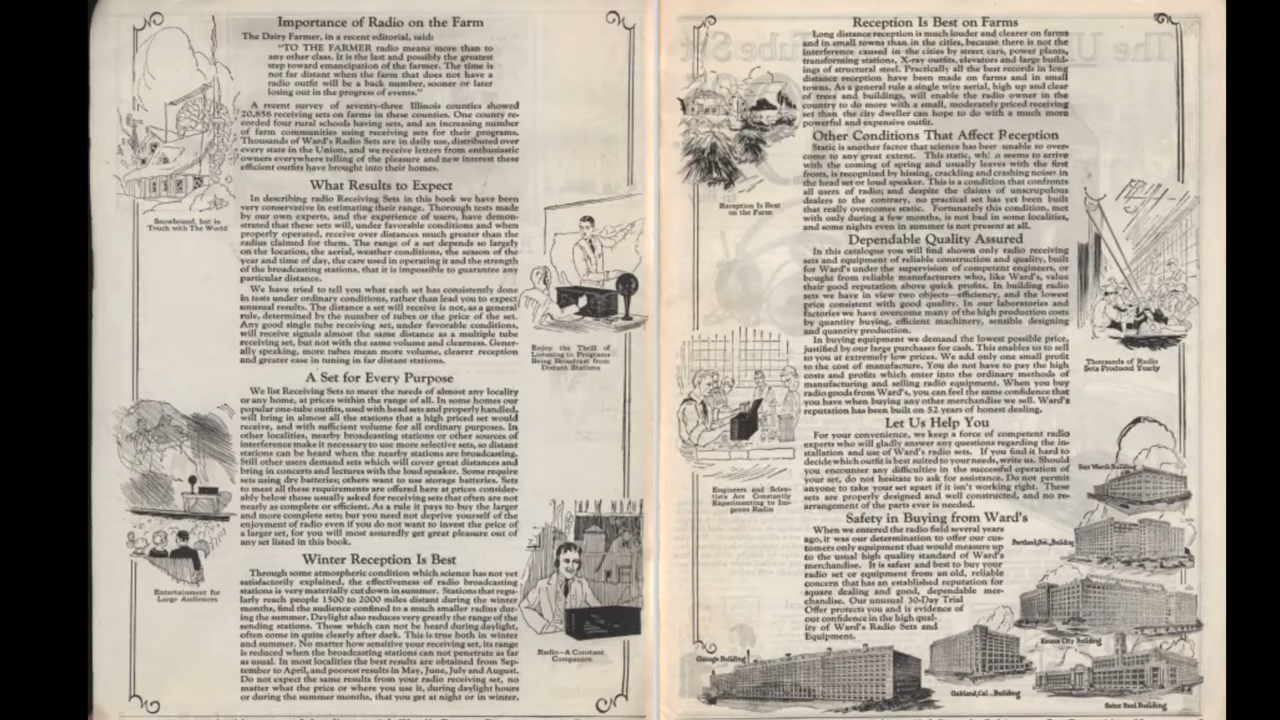 Importance of Radio on the Farm
The Dairy Farmer, in a recent editorial, said:
"TO THE FARMER radio means more than to
any other class. It is the last and possibly the greatest
step toward emancipation of the farmer. The time is
not far distant when the farm that does not have a
radio outfit will be a back number, sooner or later
losing out in the progress of events."
A recent survey of seventy-three Illinois counties showed
20,856 receiving sets on farms in these counties. One county re-
corded four rural schools having sets, and an increasing number
of farm communities using receiving sets for their programs.
Thousands of Ward's Radio Sets are in daily use, distributed over
every state in the Union, and we receive letters from enthusiastic
owners everywhere telling of the pleasure and new interest these
efficient outfits have brought into their homes.
Snowbound, but in
Touch with The World
What Results to Expect
In describing radio Receiving Sets in this book we have been
very conservative in estimating their range. Thorough tests made
by our own experts, and the experience of users, have demon-
strated that these sets will, under favorable conditions and when
properly operated, receive over distances much greater than the
radius claimed for them. The range of a set depends so largely
on the location, the aerial, weather conditions, the season of the
year and time of day, the care used in operating it and the strength
of the broadcasting stations, that it is impossible to guarantee any
particular distance.
We have tried to tell you what each set has consistently done
in tests under ordinary conditions, rather than lead you to expect
unusual results. The distance a set will receive is not, as a general
rule, determined by the number of tubes or the price of the set.
Any good single tube receiving set, under favorable conditions,
will receive signals almost the same distance as a multiple tube
receiving set, but not with the same volume and clearness. Gener-
ally speaking, more tubes mean more volume, clearer reception
and greater ease in tuning in far distant stations.
Enjoy the Thrill of
Listening to Programs
Being Broadcast from
Distant Stations
A Set for Every Purpose
We list Receiving Sets to meet the needs of almost any locality
or any home, at prices within the range of all. In some homes our
popular one-tube outfits, used with head sets and properly handled,
will bring in almost all the stations that a high priced set would
receive, and with sufficient volume for all ordinary purposes. In
other localities, nearby broadcasting stations or other sources of
interference make it necessary to use more selective sets, so distant
stations can be heard when the nearby stations are broadcasting.
Still other users demand sets which will cover great distances and
bring in concerts and lectures with the loud speaker. Some require
sets using dry batteries; others want to use storage batteries. Sets
to meet all these requirements are offered here at prices consider-
ably below those usually asked for receiving sets that often are not
nearly as complete or efficient. As a rule it pays to buy the larger
and more complete sets; but you need not deprive yourself of the
enjoyment of radio even if you do not want to invest the price of
a larger set, for you will most assuredly get great pleasure out of
any set listed in this book.
Entertainment for
Large Audiences
Winter Reception Is Best
Through some atmospheric condition which science has not yet
satisfactorily explained, the effectiveness of radio broadcasting
stations is very materially cut down in summer. Stations that regu-
larly reach people 1500 to 2000 miles distant during the winter
months, find the audience confined to a much smaller radius dur-
ing the summer. Daylight also reduces very greatly the range of the
sending stations. Those which can not be heard during daylight,
often come in quite clearly after dark. This is true both in winter
and summer. No matter how sensitive your receiving set, its range
is reduced when the broadcasting stations can not penetrate as far
as usual. In most localities the best results are obtained from Sep-
tember to April, and poorest results in May, June, July and August.
Do not expect the same results from your radio receiving set, no
matter what the price or where you use it, during daylight hours
or during the summer months, that you get at night or in winter.
Radio—A Constant
Companion
Reception Is Best on Farms
Long distance reception is much louder and clearer on farms
and in small towns than in the cities, because there is not the
interference caused in the cities by street cars, power plants,
transforming stations, X-ray outfits, elevators and large build-
ings of structural steel. Practically all the best records in long
distance reception have been made on farms and in small
towns. As a general rule a single wire aerial, high up and clear
of trees and buildings, will enable the radio owner in the
country to do more with a small, moderately priced receiving
set than the city dweller can hope to do with a much more
powerful and expensive outfit.
Reception Is Best
on the Farm
Other Conditions That Affect Reception
Static is another factor that science has been unable to over-
come to any great extent. This static, seems to arrive
with the coming of spring and usually leaves with the first
frosts, is recognized by hissing, crackling and crashing noises in
the head set or loud speaker. This is a condition that confronts
all users of radio; and despite the claims of unscrupulous
dealers to the contrary, no practical set has yet been built
that really overcomes static. Fortunately this condition, met
with only during a few months, is not bad in some localities,
and some nights even in summer is not present at all.
Dependable Quality Assured
In this catalogue you will find shown only radio receiving
sets and equipment of reliable construction and quality, built
for Ward's under the supervision of competent engineers, or
bought from reliable manufacturers who, like Ward's, value
their good reputation above quick profits. In building radio
sets we have in view two objects—efficiency, and the lowest
price consistent with good quality. In our laboratories and
factories we have overcome many of the high production costs
by quantity buying, efficient machinery, sensible designing
and quantity production.
In buying equipment we demand the lowest possible price,
justified by our large purchases for cash. This enables us to sell
to you at extremely low prices. We add only one small profit
to the cost of manufacture. You do not have to pay the high
costs and profits which enter into the ordinary methods of
manufacturing and selling radio equipment. When you buy
radio goods from Ward's, you can feel the same confidence that
you have when buying any other merchandise we sell. Ward's
reputation has been built on 52 years of honest dealing.
Thousands of Radio
Sets Produced Yearly
Engineers and Scien-
tists Are Constantly
Experimenting to Im-
prove Radio
Let Us Help You
For your convenience, we keep a force of competent radio
experts who will gladly answer any questions regarding the in-
stallation and use of Ward's radio sets. If you find it hard to
decide which outfit is best suited to your needs, write us. Should
you encounter any difficulties in the successful operation of
your set, do not hesitate to ask for assistance. Do not permit
anyone to take your set apart if it isn't working right. These
sets are properly designed and well constructed, and no re-
arrangement of the parts ever is needed.
Safety in Buying from Ward's
When we entered the radio field several years
ago, it was our determination to offer our cus-
tomers only equipment that would measure up
to the usual high quality standard of Ward's
merchandise. It is safest and best to buy your
radio set or equipment from an old, reliable
concern that has an established reputation for
square dealing and good, dependable mer-
chandise. Our unusual 30-Day Trial
Offer protects you and is evidence of
our confidence in the high qual-
ity of Ward's Radio Sets and
Equipment.
Fort Worth Building
Portland, Ore., Building
Kansas City Building
Chicago Building
Oakland, Cal., Building
Saint Paul Building